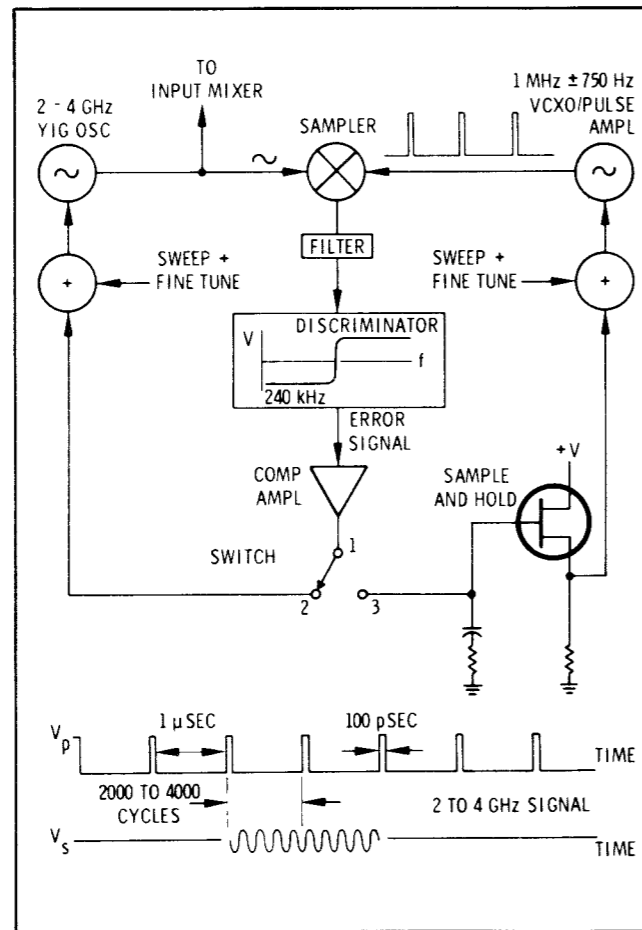 TO
INPUT MIXER
2 - 4 GHz
YIG OSC
SAMPLER
1 MHz ± 750 Hz
VCXO/PULSE
AMPL
~
~
~
FILTER
+
SWEEP +
FINE TUNE
SWEEP +
FINE TUNE
+
DISCRIMINATOR
V
f
240 kHz
ERROR
SIGNAL
COMP
AMPL
SAMPLE
AND HOLD
+V
SWITCH
1
2
3
Vp
1 μSEC
100 pSEC
TIME
2000 TO 4000
CYCLES
2 TO 4 GHz SIGNAL
Vs
TIME